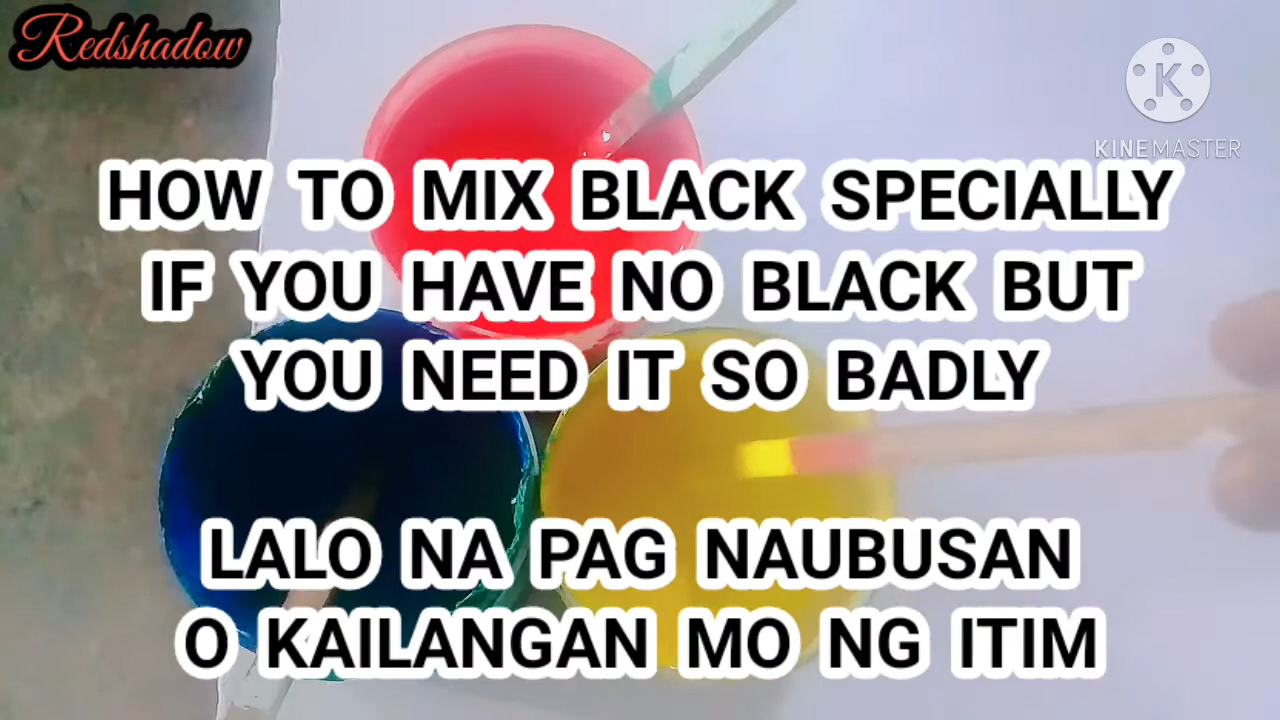 Redshadow
KINEMASTER
HOW TO MIX BLACK SPECIALLY
IF YOU HAVE NO BLACK BUT
YOU NEED IT SO BADLY
LALO NA PAG NAUBUSAN
O KAILANGAN MO NG ITIM